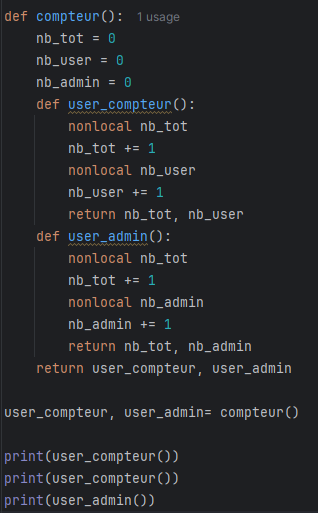 def compteur():  1 usage
    nb_tot = 0
    nb_user = 0
    nb_admin = 0
    def user_compteur():
        nonlocal nb_tot
        nb_tot += 1
        nonlocal nb_user
        nb_user += 1
        return nb_tot, nb_user
    def user_admin():
        nonlocal nb_tot
        nb_tot += 1
        nonlocal nb_admin
        nb_admin += 1
        return nb_tot, nb_admin
    return user_compteur, user_admin

user_compteur, user_admin= compteur()

print(user_compteur())
print(user_compteur())
print(user_admin())